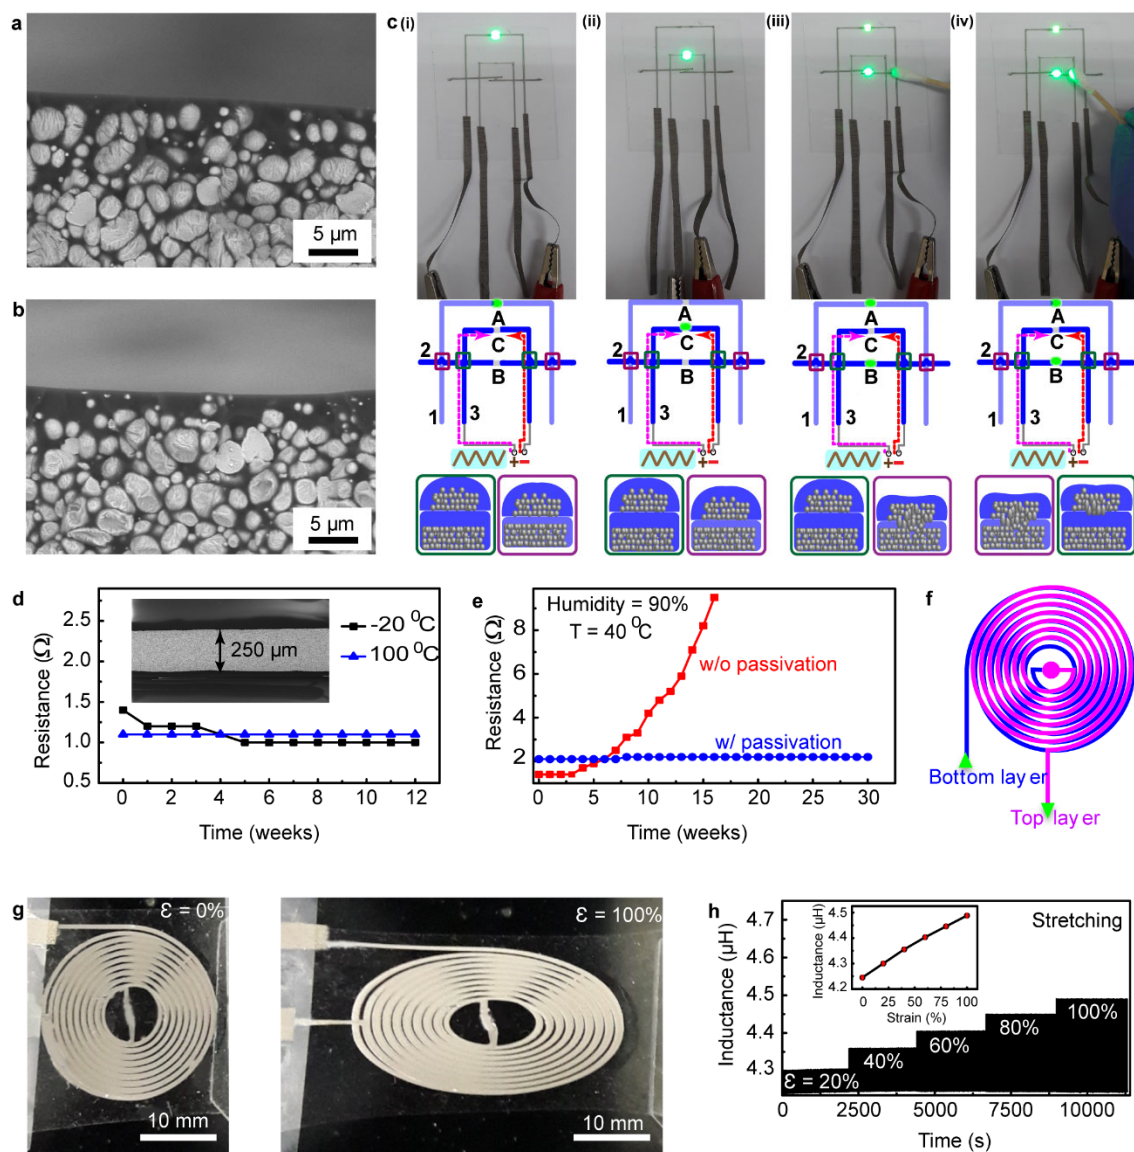 a
5 µm
b
5 µm
c (i)
(ii)
(iii)
(iv)
A
C
B
2
1
3
+−
A
C
B
2
1
3
+−
A
C
B
2
1
3
+−
A
C
B
2
1
3
+−
d
Resistance (Ω)
2.5
2.0
1.5
1.0
0.5
250 µm
-20 ⁰C
100 ⁰C
0 2 4 6 8 10 12
Time (weeks)
e
Resistance (Ω)
8
6
4
2
Humidity = 90%
T = 40 ⁰C
w/o passivation
w/ passivation
0 5 10 15 20 25 30
Time (weeks)
f
Bottom layer
Top layer
g
Ɛ = 0%
10 mm
Ɛ = 100%
10 mm
h
Inductance (µH)
4.7
4.6
4.5
4.4
4.3
Inductance (µH)
4.5
4.4
4.3
4.2
0 25 50 75 100
Strain (%)
Stretching
Ɛ = 20%
40%
60%
80%
100%
0 2500 5000 7500 10000
Time (s)